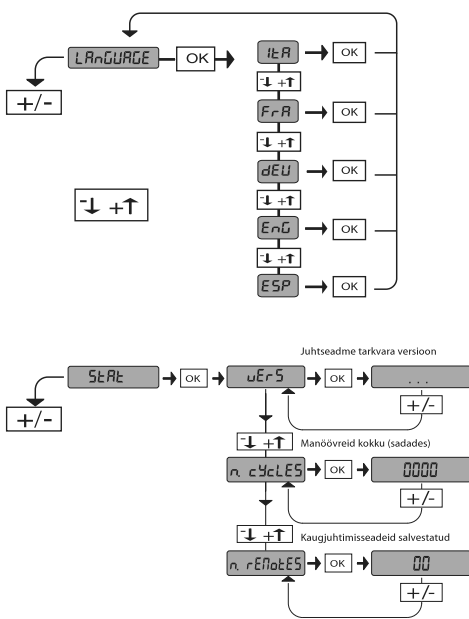 LAnGUAGE OK ItA OK
+/- -↓ +↑
FrA OK
-↓ +↑
dEU OK
-↓ +↑ -↓ +↑
EnG OK
-↓ +↑
ESP OK
Juhtseadme tarkvara versioon
StAt OK vErS OK ...
+/- +/-
-↓ +↑ Manöövreid kokku (sadades)
n. cYcLES OK 0000
+/-
-↓ +↑ Kaugjuhtimisseadeid salvestatud
n. rEMotES OK 00
+/-